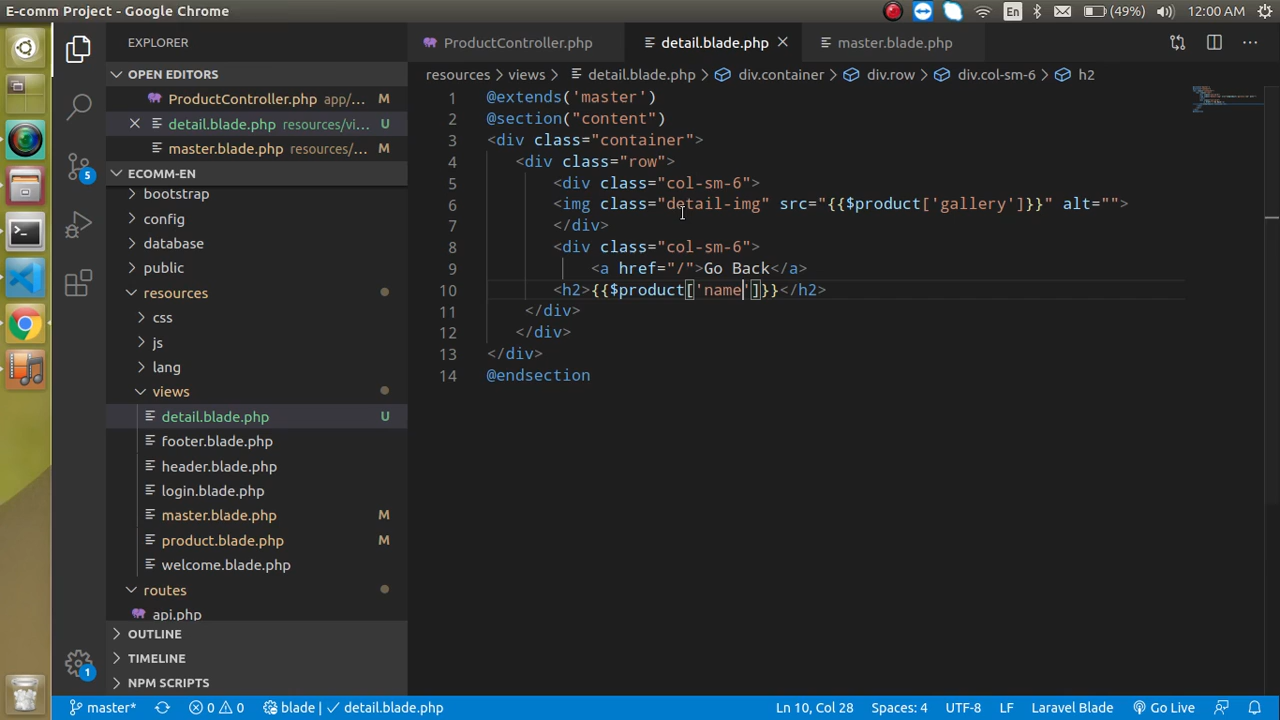 E-comm Project - Google Chrome
En
(49%)
12:00 AM
EXPLORER
ProductController.php
detail.blade.php
master.blade.php
OPEN EDITORS
ProductController.php app/... M
detail.blade.php resources/vi... U
master.blade.php resources/... M
ECOMM-EN
bootstrap
config
database
public
resources
css
js
lang
views
detail.blade.php U
footer.blade.php
header.blade.php
login.blade.php
master.blade.php M
product.blade.php M
welcome.blade.php
routes
api.php
OUTLINE
TIMELINE
NPM SCRIPTS
5
1
resources > views > detail.blade.php > div.container > div.row > div.col-sm-6 > h2
1 @extends('master')
2 @section("content")
3 <div class="container">
4 <div class="row">
5 <div class="col-sm-6">
6 <img class="detail-img" src="{{$product['gallery']}}" alt="">
7 </div>
8 <div class="col-sm-6">
9 <a href="/">Go Back</a>
10 <h2>{{$product['name']}}</h2>
11 </div>
12 </div>
13 </div>
14 @endsection
master* 0 0 blade | ✓ detail.blade.php Ln 10, Col 28 Spaces: 4 UTF-8 LF Laravel Blade Go Live